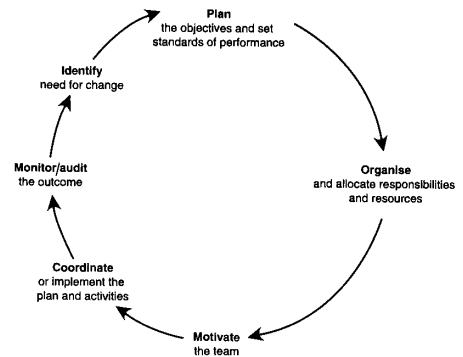 Plan
the objectives and set
standards of performance
Organise
and allocate responsibilities
and resources
Motivate
the team
Coordinate
or implement the
plan and activities
Monitor/audit
the outcome
Identify
need for change